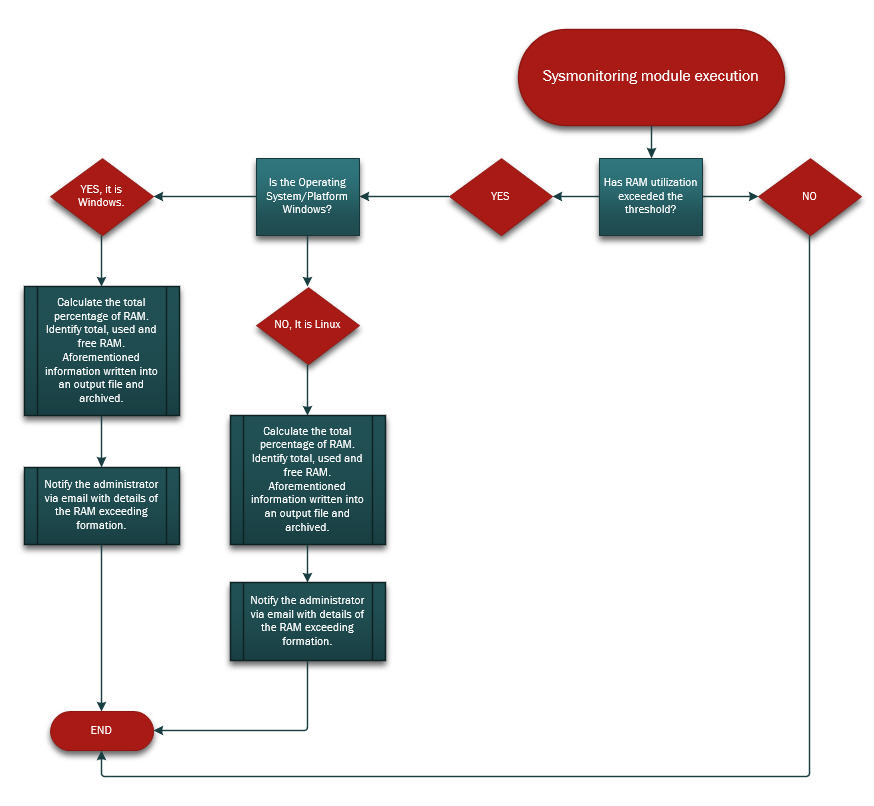 Sysmonitoring module execution
Has RAM utilization
exceeded the
threshold?
NO
YES
Is the Operating
System/Platform
Windows?
YES, it is
Windows.
Calculate the total
percentage of RAM.
Identify total, used and
free RAM.
Aforementioned
information written into
an output file and
archived.
Notify the administrator
via email with details of
the RAM exceeding
formation.
NO, It is Linux
Calculate the total
percentage of RAM.
Identify total, used and
free RAM.
Aforementioned
information written into
an output file and
archived.
Notify the administrator
via email with details of
the RAM exceeding
formation.
END